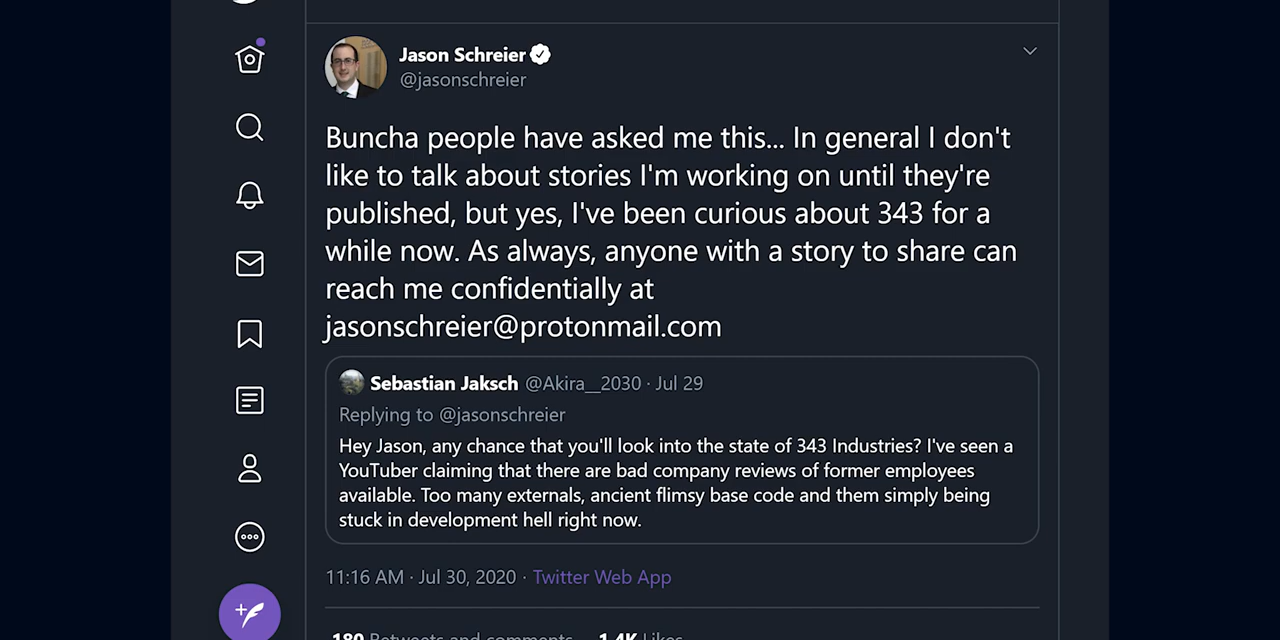 Jason Schreier
@jasonschreier
Buncha people have asked me this... In general I don't
like to talk about stories I'm working on until they're
published, but yes, I've been curious about 343 for a
while now. As always, anyone with a story to share can
reach me confidentially at
jasonschreier@protonmail.com
Sebastian Jaksch @Akira__2030 · Jul 29
Replying to @jasonschreier
Hey Jason, any chance that you'll look into the state of 343 Industries? I've seen a
YouTuber claiming that there are bad company reviews of former employees
available. Too many externals, ancient flimsy base code and them simply being
stuck in development hell right now.
11:16 AM · Jul 30, 2020 · Twitter Web App
180 Retweets and comments 1.4K Likes